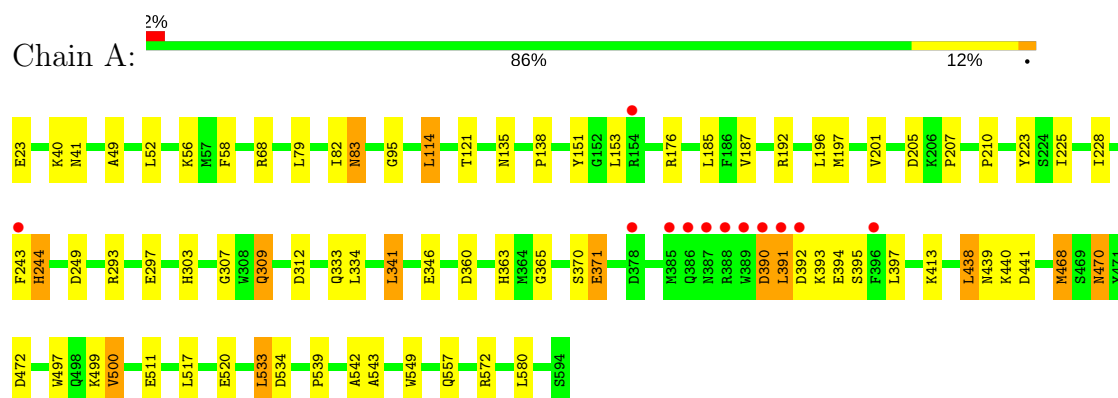 2%
Chain A:
86% 12% •
E23 K40 N41 A49 L52 K56 M57 F58 R68 L79 I82 N83 G95 L114 T121 N135 P138 Y151 G152 L153 R154 R176 L185 F186 V187 R192 L196 M197 V201 D205 K206 P207 P210 Y223 S224 I225 I228
F243 H244 D249 R293 E297 H303 G307 W308 Q309 D312 Q333 L334 L341 E346 D360 H363 M364 G365 S370 E371 D378 M385 Q386 N387 R388 W389 D390 L391 D392 K393 E394 S395 F396 L397 K413 L438 N439 K440 D441 M468 S469 N470 Y471
D472 W497 Q498 K499 V500 E511 L517 E520 L533 D534 P539 A542 A543 W549 Q557 R572 L580 S594